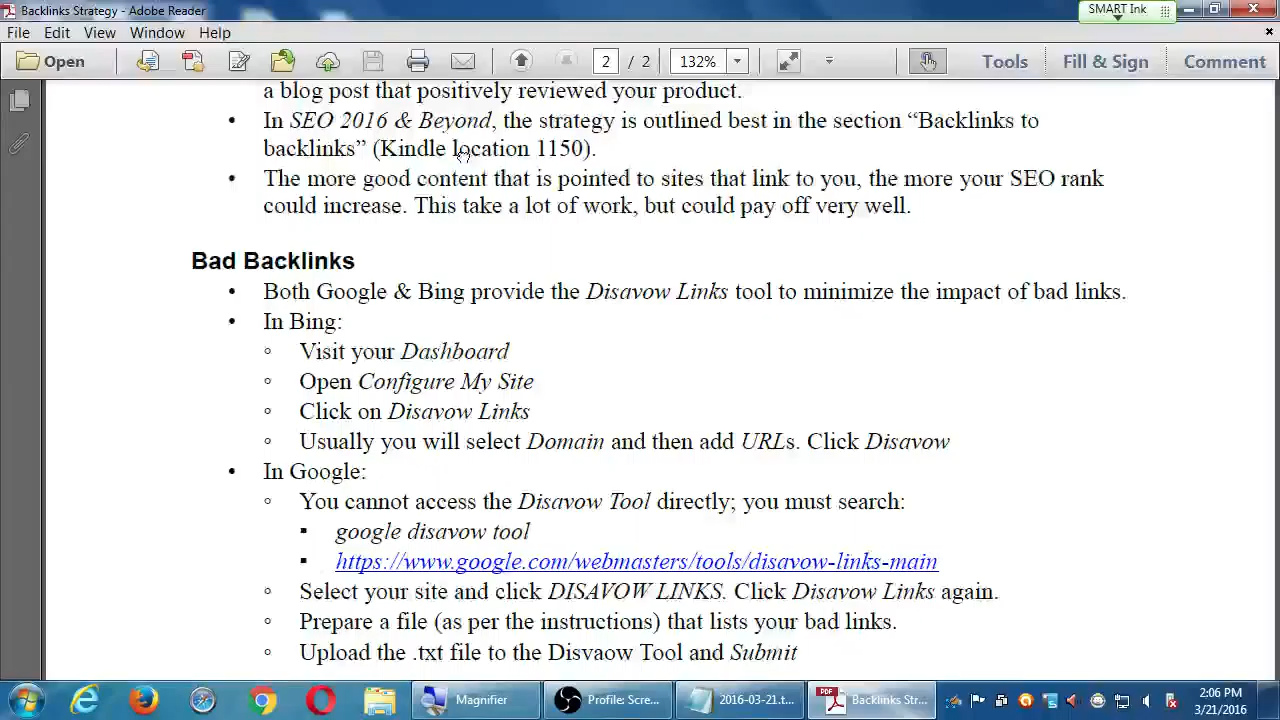 Backlinks Strategy - Adobe Reader
SMART Ink
File Edit View Window Help
Open 2 / 2 132% Tools Fill & Sign Comment
a blog post that positively reviewed your product.
• In SEO 2016 & Beyond, the strategy is outlined best in the section “Backlinks to
backlinks” (Kindle location 1150).
• The more good content that is pointed to sites that link to you, the more your SEO rank
could increase. This take a lot of work, but could pay off very well.
Bad Backlinks
• Both Google & Bing provide the Disavow Links tool to minimize the impact of bad links.
• In Bing:
◦ Visit your Dashboard
◦ Open Configure My Site
◦ Click on Disavow Links
◦ Usually you will select Domain and then add URLs. Click Disavow
• In Google:
◦ You cannot access the Disavow Tool directly; you must search:
▪ google disavow tool
▪ https://www.google.com/webmasters/tools/disavow-links-main
◦ Select your site and click DISAVOW LINKS. Click Disavow Links again.
◦ Prepare a file (as per the instructions) that lists your bad links.
◦ Upload the .txt file to the Disvaow Tool and Submit
Magnifier Profile: Scre... 2016-03-21.t... PDF Backlinks Str... 2:06 PM
3/21/2016